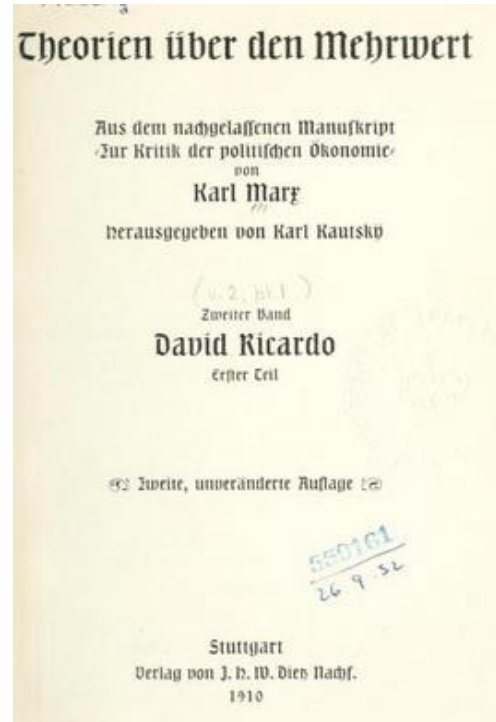 Theorien über den Mehrwert
Aus dem nachgelassenen Manuskript
„Zur Kritik der politischen Ökonomie“
von
Karl Marx
Herausgegeben von Karl Kautsky
(v. 2, pt. 1)
Zweiter Band
David Ricardo
Erster Teil
Zweite, unveränderte Auflage
550161
26.9.52
Stuttgart
Verlag von J. H. W. Dietz Nachf.
1910